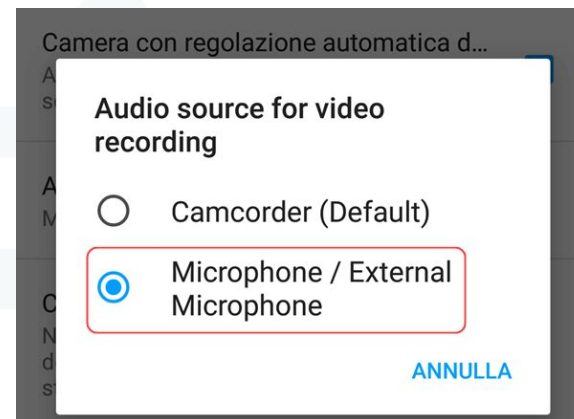 Camera con regolazione automatica d...
A
s
Audio source for video
recording
A
M
Camcorder (Default)
Microphone / External
Microphone
C
N
d
s
ANNULLA